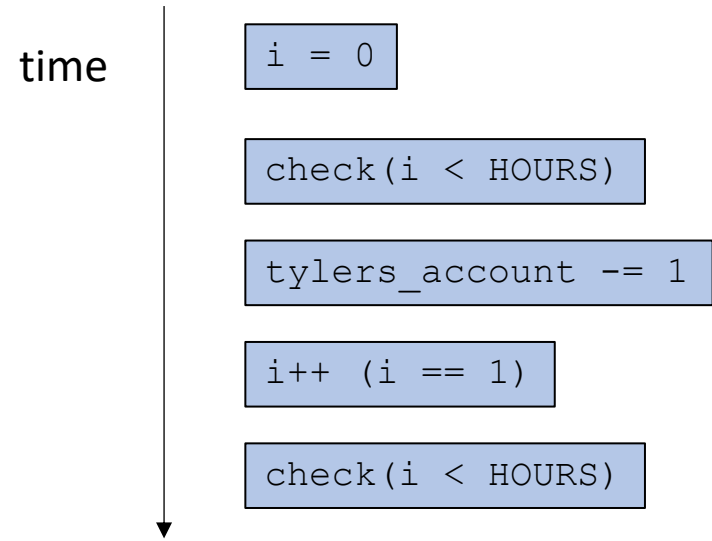 time
i = 0
check(i < HOURS)
tylers_account -= 1
i++ (i == 1)
check(i < HOURS)